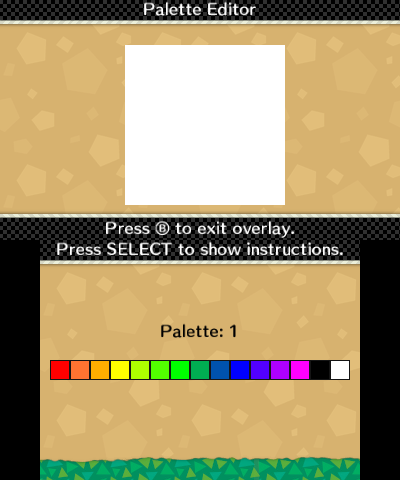 Palette Editor
Press Ⓑ to exit overlay.
Press SELECT to show instructions.
Palette: 1